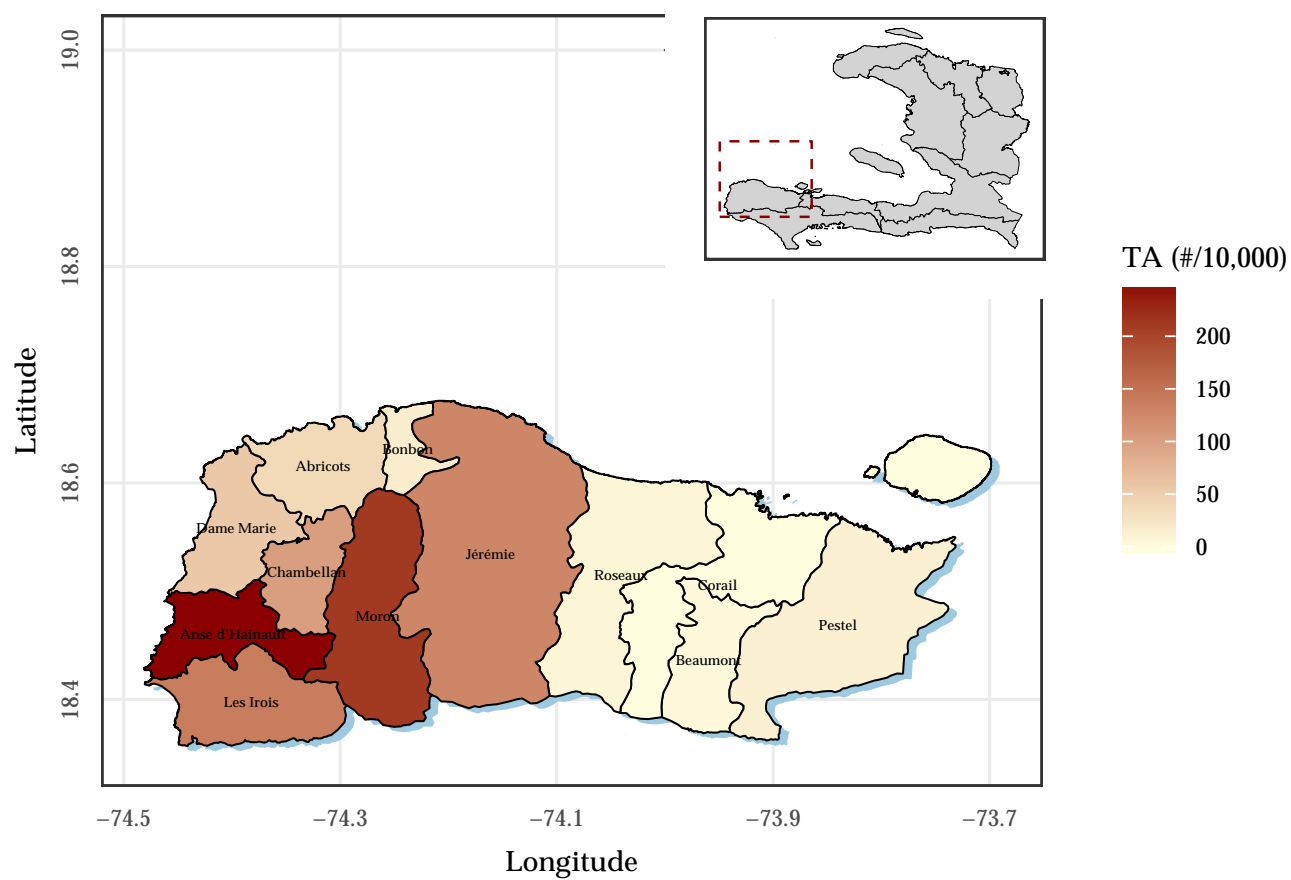 19.0
18.8
18.6
18.4
Latitude
−74.5
−74.3
−74.1
−73.9
−73.7
Longitude
Bonbon
Abricots
Dame Marie
Chambellan
Jérémie
Roseaux
Corail
Moron
Pestel
Anse d'Hainault
Beaumont
Les Irois
TA (#/10,000)
200
150
100
50
0